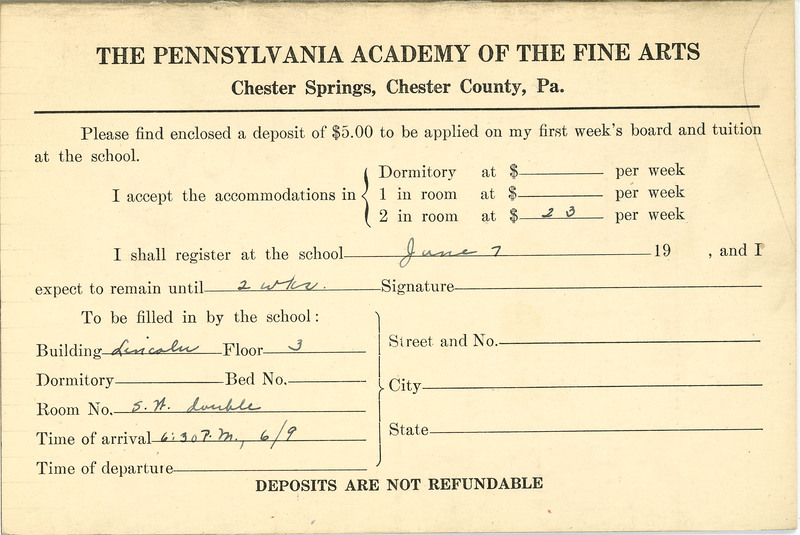 THE PENNSYLVANIA ACADEMY OF THE FINE ARTS
Chester Springs, Chester County, Pa.
Please find enclosed a deposit of $5.00 to be applied on my first week's board and tuition
at the school.
I accept the accommodations in
Dormitory at $ per week
1 in room at $ per week
2 in room at $ 23 per week
I shall register at the school June 7 19 , and I
expect to remain until 2 wks. Signature
To be filled in by the school:
Building Lincoln Floor 3
Dormitory Bed No.
Room No. S.W. double
Time of arrival 6:30 P.M., 6/9
Time of departure
Street and No.
City
State
DEPOSITS ARE NOT REFUNDABLE